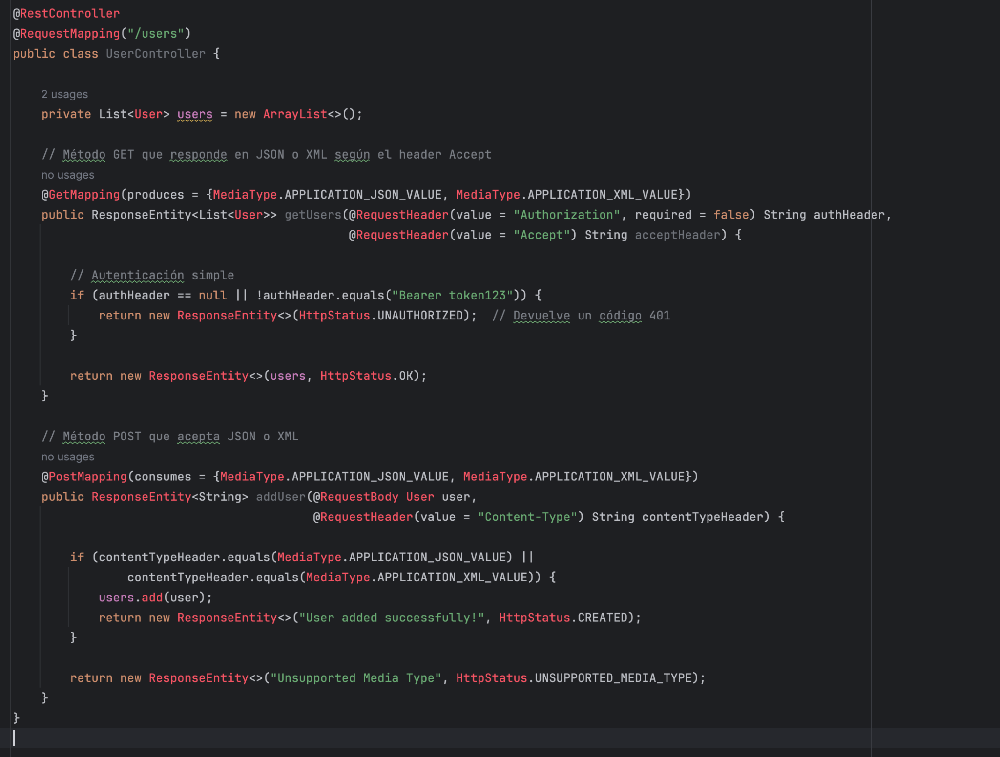 @RestController
@RequestMapping("/users")
public class UserController {
2 usages
private List<User> users = new ArrayList<>();
// Método GET que responde en JSON o XML según el header Accept
no usages
@GetMapping(produces = {MediaType.APPLICATION_JSON_VALUE, MediaType.APPLICATION_XML_VALUE})
public ResponseEntity<List<User>> getUsers(@RequestHeader(value = "Authorization", required = false) String authHeader,
@RequestHeader(value = "Accept") String acceptHeader) {
// Autenticación simple
if (authHeader == null || !authHeader.equals("Bearer token123")) {
return new ResponseEntity<>(HttpStatus.UNAUTHORIZED);  // Devuelve un código 401
}
return new ResponseEntity<>(users, HttpStatus.OK);
}
// Método POST que acepta JSON o XML
no usages
@PostMapping(consumes = {MediaType.APPLICATION_JSON_VALUE, MediaType.APPLICATION_XML_VALUE})
public ResponseEntity<String> addUser(@RequestBody User user,
@RequestHeader(value = "Content-Type") String contentTypeHeader) {
if (contentTypeHeader.equals(MediaType.APPLICATION_JSON_VALUE) ||
contentTypeHeader.equals(MediaType.APPLICATION_XML_VALUE)) {
users.add(user);
return new ResponseEntity<>("User added successfully!", HttpStatus.CREATED);
}
return new ResponseEntity<>("Unsupported Media Type", HttpStatus.UNSUPPORTED_MEDIA_TYPE);
}
}